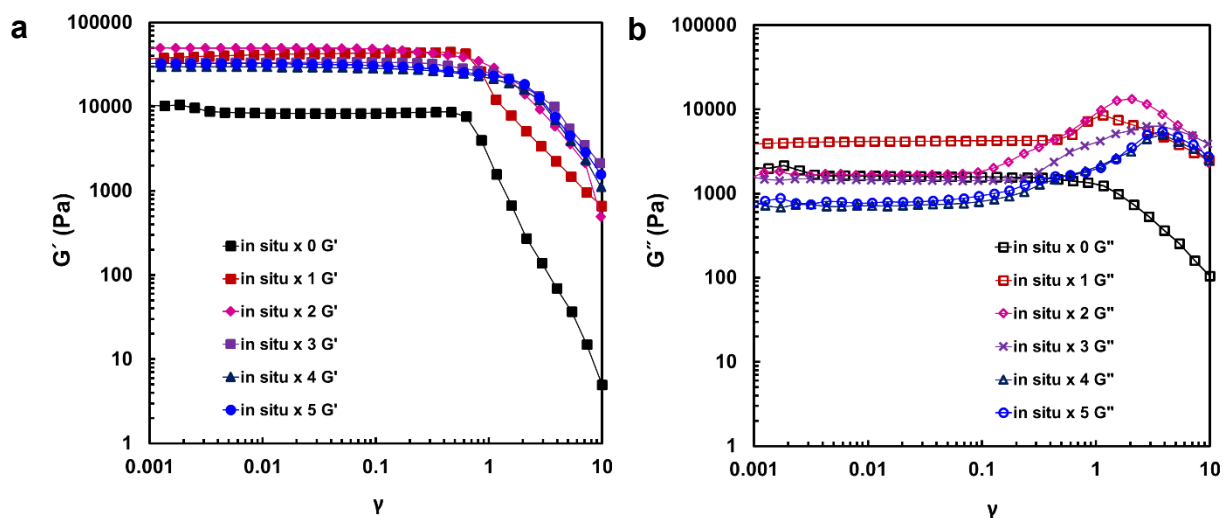 a
G´ (Pa)
100000
10000
1000
100
10
1
in situ x 0 G'
in situ x 1 G'
in situ x 2 G'
in situ x 3 G'
in situ x 4 G'
in situ x 5 G'
0.001
0.01
0.1
1
10
γ
b
G˝ (Pa)
100000
10000
1000
100
10
1
in situ x 0 G"
in situ x 1 G"
in situ x 2 G"
in situ x 3 G"
in situ x 4 G"
in situ x 5 G"
0.001
0.01
0.1
1
10
γ